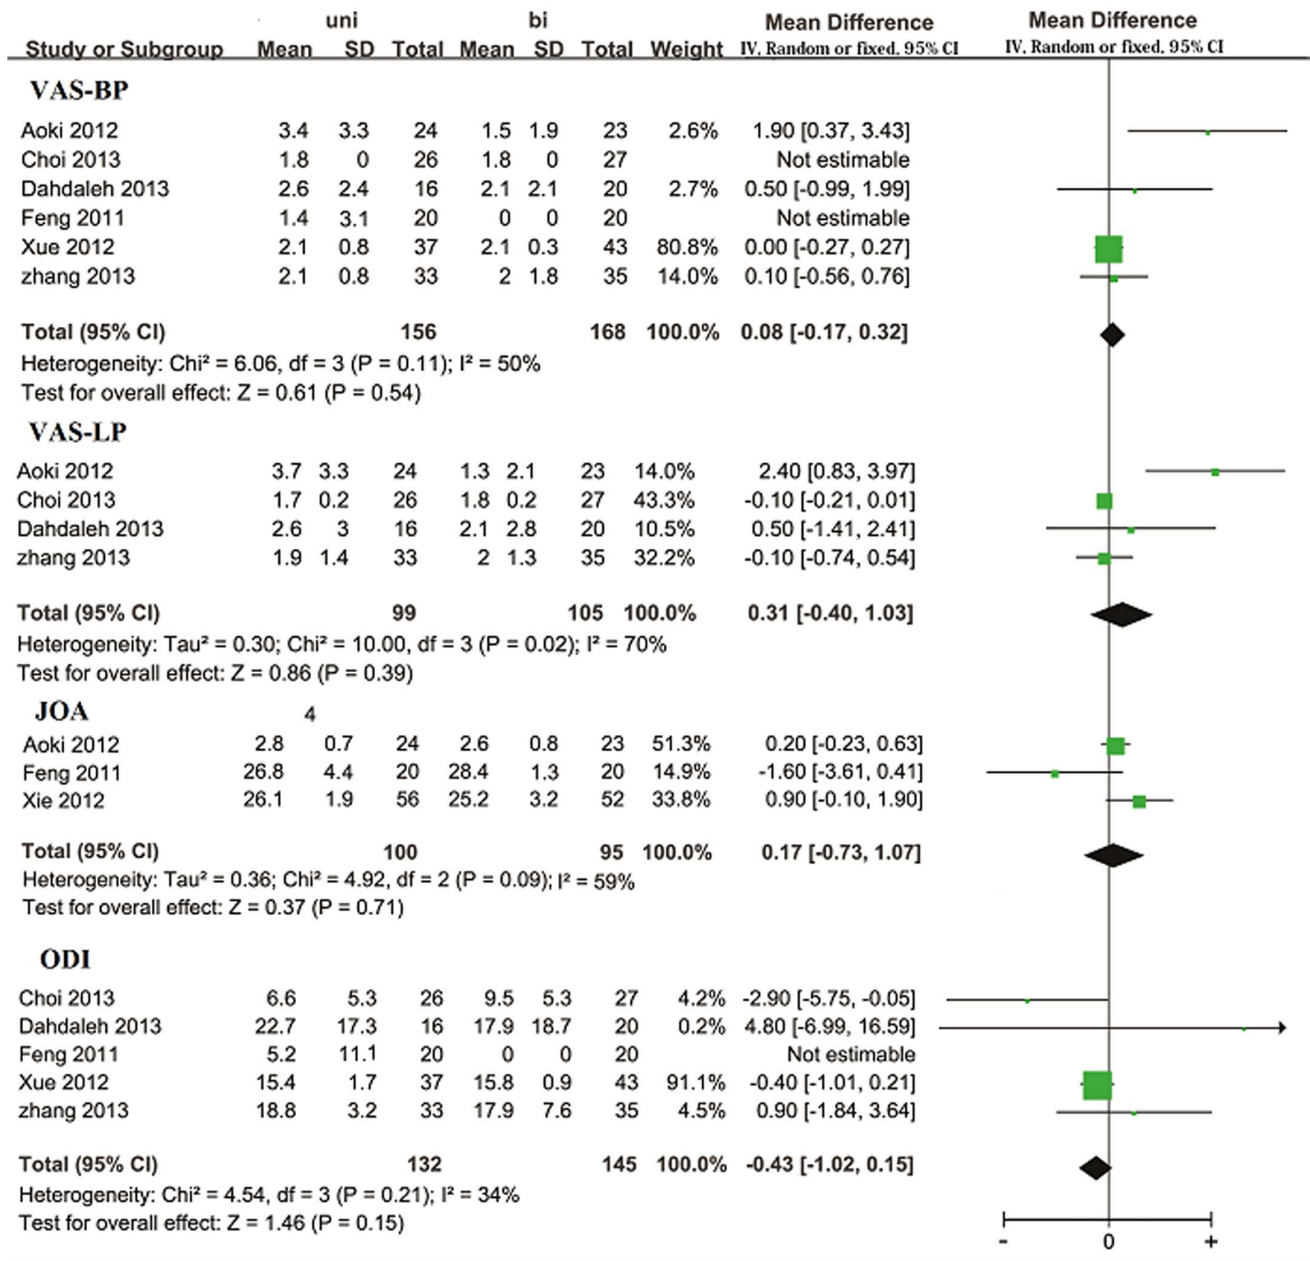 uni bi Mean Difference Mean Difference
Study or Subgroup Mean SD Total Mean SD Total Weight IV, Random or fixed, 95% CI IV, Random or fixed, 95% CI
VAS-BP
Aoki 2012 3.4 3.3 24 1.5 1.9 23 2.6% 1.90 [0.37, 3.43]
Choi 2013 1.8 0 26 1.8 0 27 Not estimable
Dahdaleh 2013 2.6 2.4 16 2.1 2.1 20 2.7% 0.50 [-0.99, 1.99]
Feng 2011 1.4 3.1 20 0 0 20 Not estimable
Xue 2012 2.1 0.8 37 2.1 0.3 43 80.8% 0.00 [-0.27, 0.27]
zhang 2013 2.1 0.8 33 2 1.8 35 14.0% 0.10 [-0.56, 0.76]
Total (95% CI) 156 168 100.0% 0.08 [-0.17, 0.32]
Heterogeneity: Chi² = 6.06, df = 3 (P = 0.11); I² = 50%
Test for overall effect: Z = 0.61 (P = 0.54)
VAS-LP
Aoki 2012 3.7 3.3 24 1.3 2.1 23 14.0% 2.40 [0.83, 3.97]
Choi 2013 1.7 0.2 26 1.8 0.2 27 43.3% -0.10 [-0.21, 0.01]
Dahdaleh 2013 2.6 3 16 2.1 2.8 20 10.5% 0.50 [-1.41, 2.41]
zhang 2013 1.9 1.4 33 2 1.3 35 32.2% -0.10 [-0.74, 0.54]
Total (95% CI) 99 105 100.0% 0.31 [-0.40, 1.03]
Heterogeneity: Tau² = 0.30; Chi² = 10.00, df = 3 (P = 0.02); I² = 70%
Test for overall effect: Z = 0.86 (P = 0.39)
JOA 4
Aoki 2012 2.8 0.7 24 2.6 0.8 23 51.3% 0.20 [-0.23, 0.63]
Feng 2011 26.8 4.4 20 28.4 1.3 20 14.9% -1.60 [-3.61, 0.41]
Xie 2012 26.1 1.9 56 25.2 3.2 52 33.8% 0.90 [-0.10, 1.90]
Total (95% CI) 100 95 100.0% 0.17 [-0.73, 1.07]
Heterogeneity: Tau² = 0.36; Chi² = 4.92, df = 2 (P = 0.09); I² = 59%
Test for overall effect: Z = 0.37 (P = 0.71)
ODI
Choi 2013 6.6 5.3 26 9.5 5.3 27 4.2% -2.90 [-5.75, -0.05]
Dahdaleh 2013 22.7 17.3 16 17.9 18.7 20 0.2% 4.80 [-6.99, 16.59]
Feng 2011 5.2 11.1 20 0 0 20 Not estimable
Xue 2012 15.4 1.7 37 15.8 0.9 43 91.1% -0.40 [-1.01, 0.21]
zhang 2013 18.8 3.2 33 17.9 7.6 35 4.5% 0.90 [-1.84, 3.64]
Total (95% CI) 132 145 100.0% -0.43 [-1.02, 0.15]
Heterogeneity: Chi² = 4.54, df = 3 (P = 0.21); I² = 34%
Test for overall effect: Z = 1.46 (P = 0.15)
- 0 +